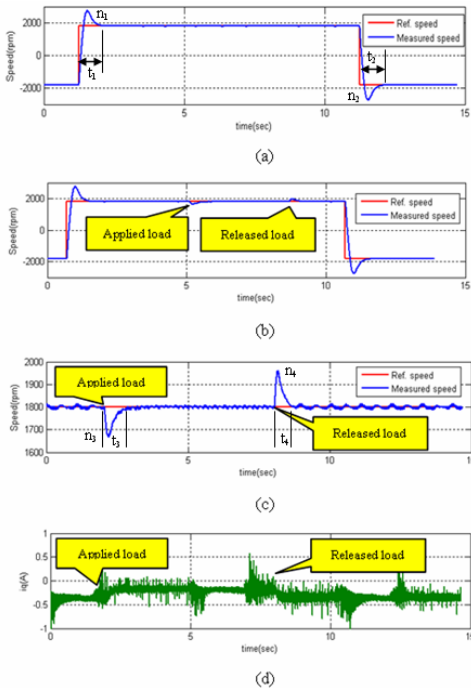 2000
0
-2000
Speed(rpm)
n1
t1
Ref. speed
Measured speed
t2
n2
0
5
10
15
time(sec)
(a)
2000
0
-2000
Speed(rpm)
Ref. speed
Measured speed
Applied load
Released load
0
5
10
15
time(sec)
(b)
2000
1900
1800
1700
1600
Speed(rpm)
Applied load
n4
Ref. speed
Measured speed
n3
t3
t4
Released load
0
5
10
15
time(sec)
(c)
1
0.5
0
-0.5
-1
iq(A)
Applied load
Released load
0
5
10
15
time(sec)
(d)